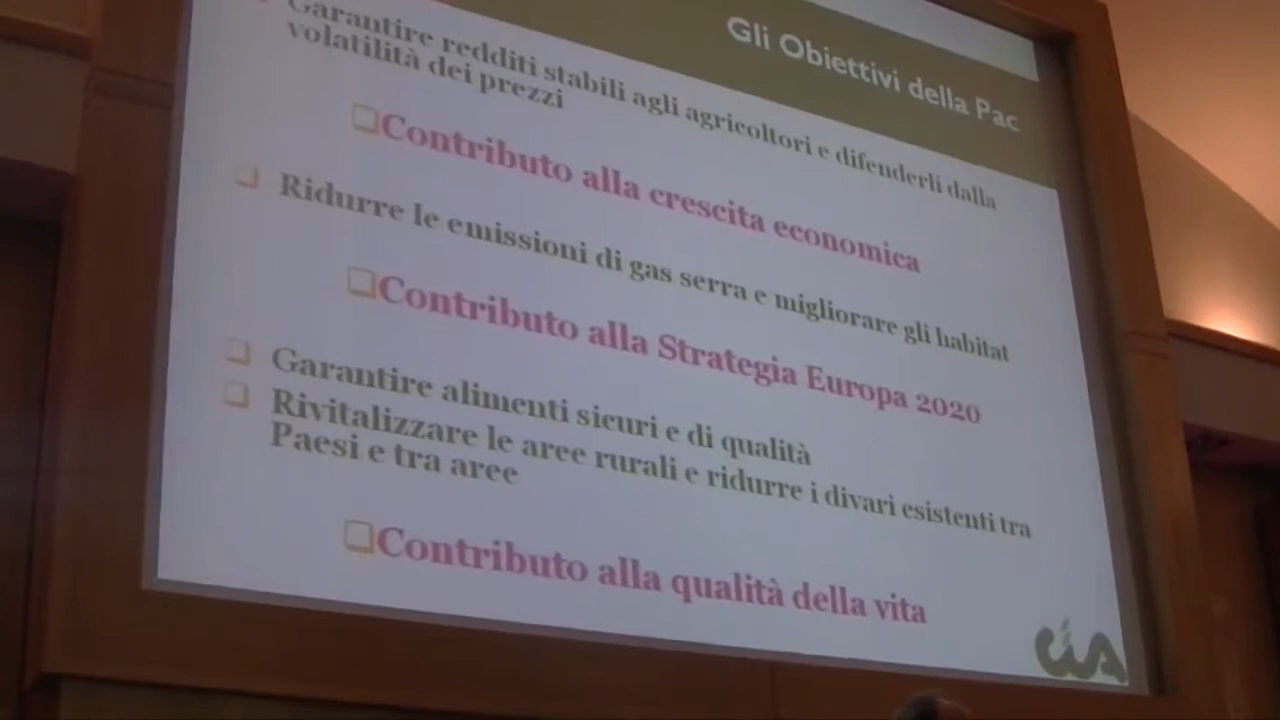 Gli Obiettivi della Pac
Garantire redditi stabili agli agricoltori e difenderli dalla
volatilità dei prezzi
Contributo alla crescita economica
Ridurre le emissioni di gas serra e migliorare gli habitat
Contributo alla Strategia Europa 2020
Garantire alimenti sicuri e di qualità
Rivitalizzare le aree rurali e ridurre i divari esistenti tra
Paesi e tra aree
Contributo alla qualità della vita
CIA